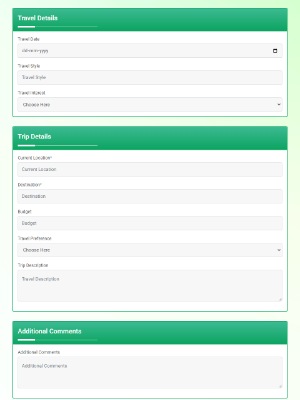 Travel Details
Travel Date
dd-mm-yyyy
Travel Style
Travel Style
Travel Interest
Choose Here
Trip Details
Current Location*
Current Location
Destination*
Destination
Budget*
Budget
Travel Preference
Choose Here
Trip Description
Travel Description
Additional Comments
Additional Comments
Additional Comments